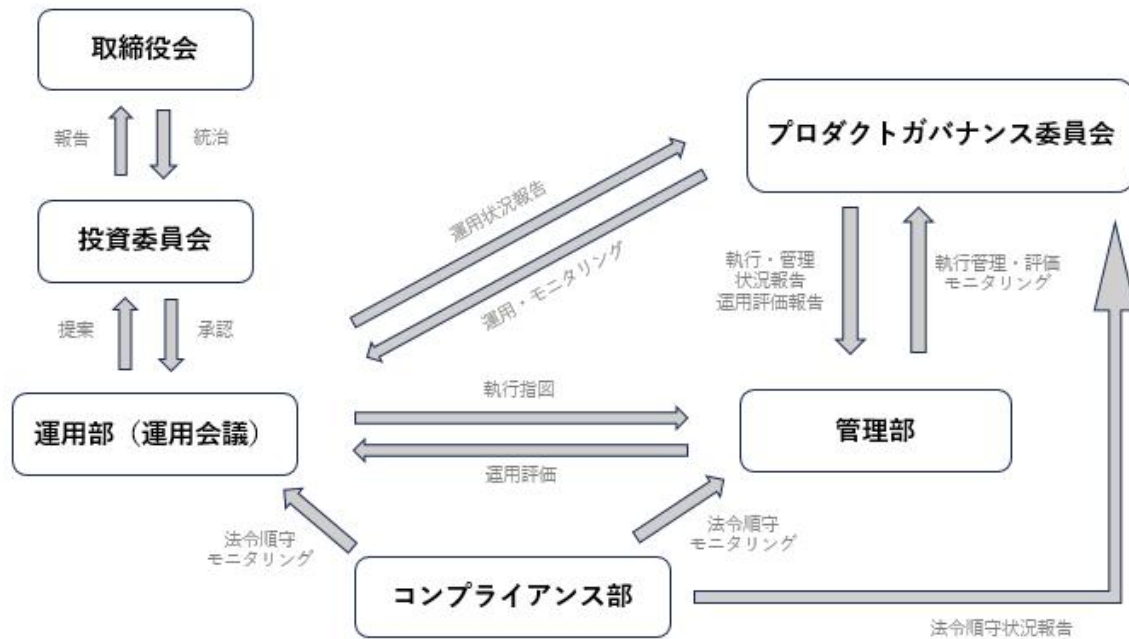 取締役会
報告
統治
投資委員会
提案
承認
運用部（運用会議）
プロダクトガバナンス委員会
運用状況報告
運用・モニタリング
執行・管理
状況報告
運用評価報告
執行管理・評価
モニタリング
執行指図
運用評価
管理部
法令順守
モニタリング
法令順守
モニタリング
コンプライアンス部
法令順守状況報告